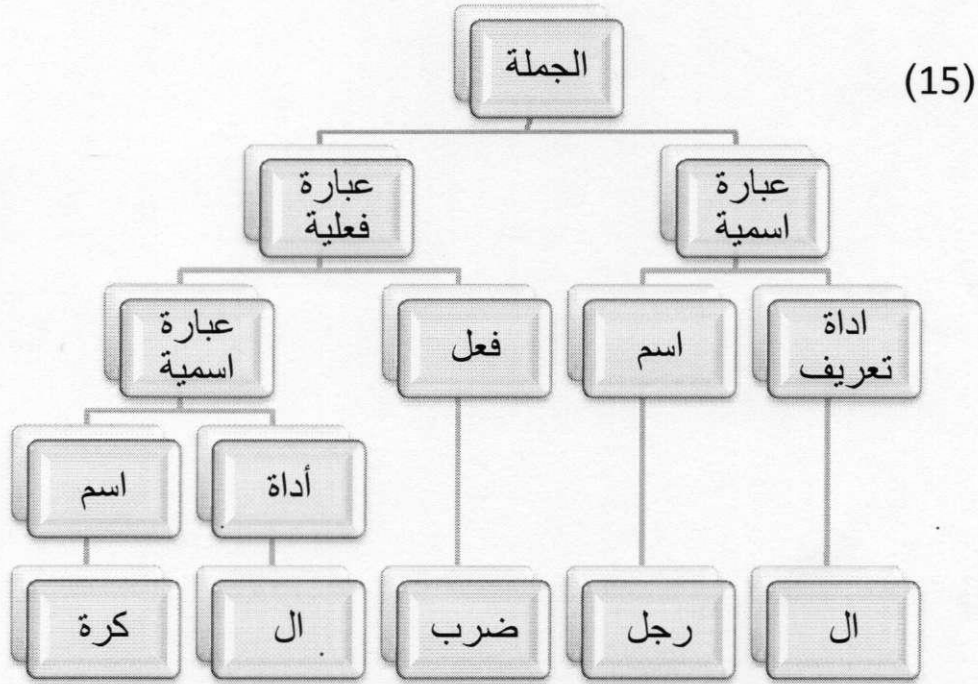 (15)
الجملة
عبارة
اسمية
عبارة
فعلية
اداة
تعريف
اسم
فعل
عبارة
اسمية
أداة
اسم
ال
رجل
ضرب
ال
كرة